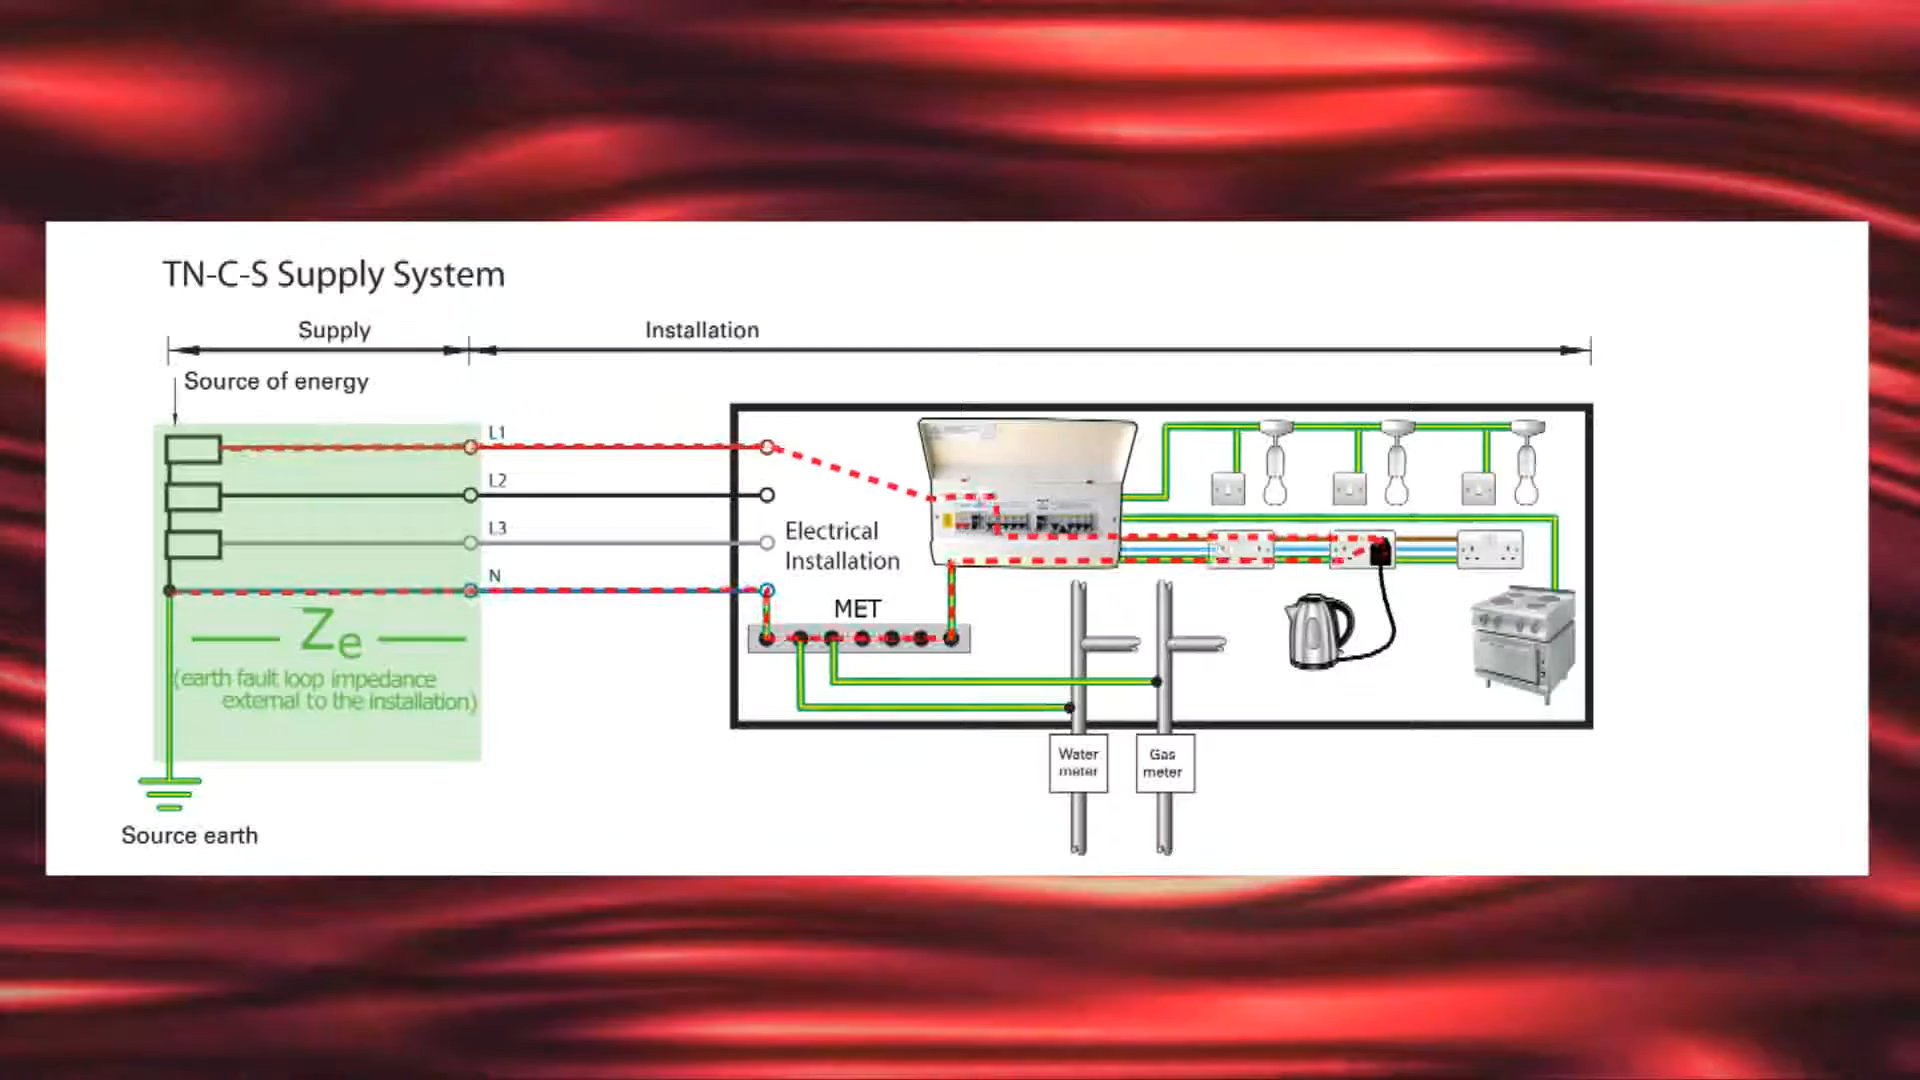 TN-C-S Supply System
Supply
Installation
Source of energy
L1
L2
L3
N
Electrical
Installation
MET
Ze
(earth fault loop impedance
external to the installation)
Water
meter
Gas
meter
Source earth